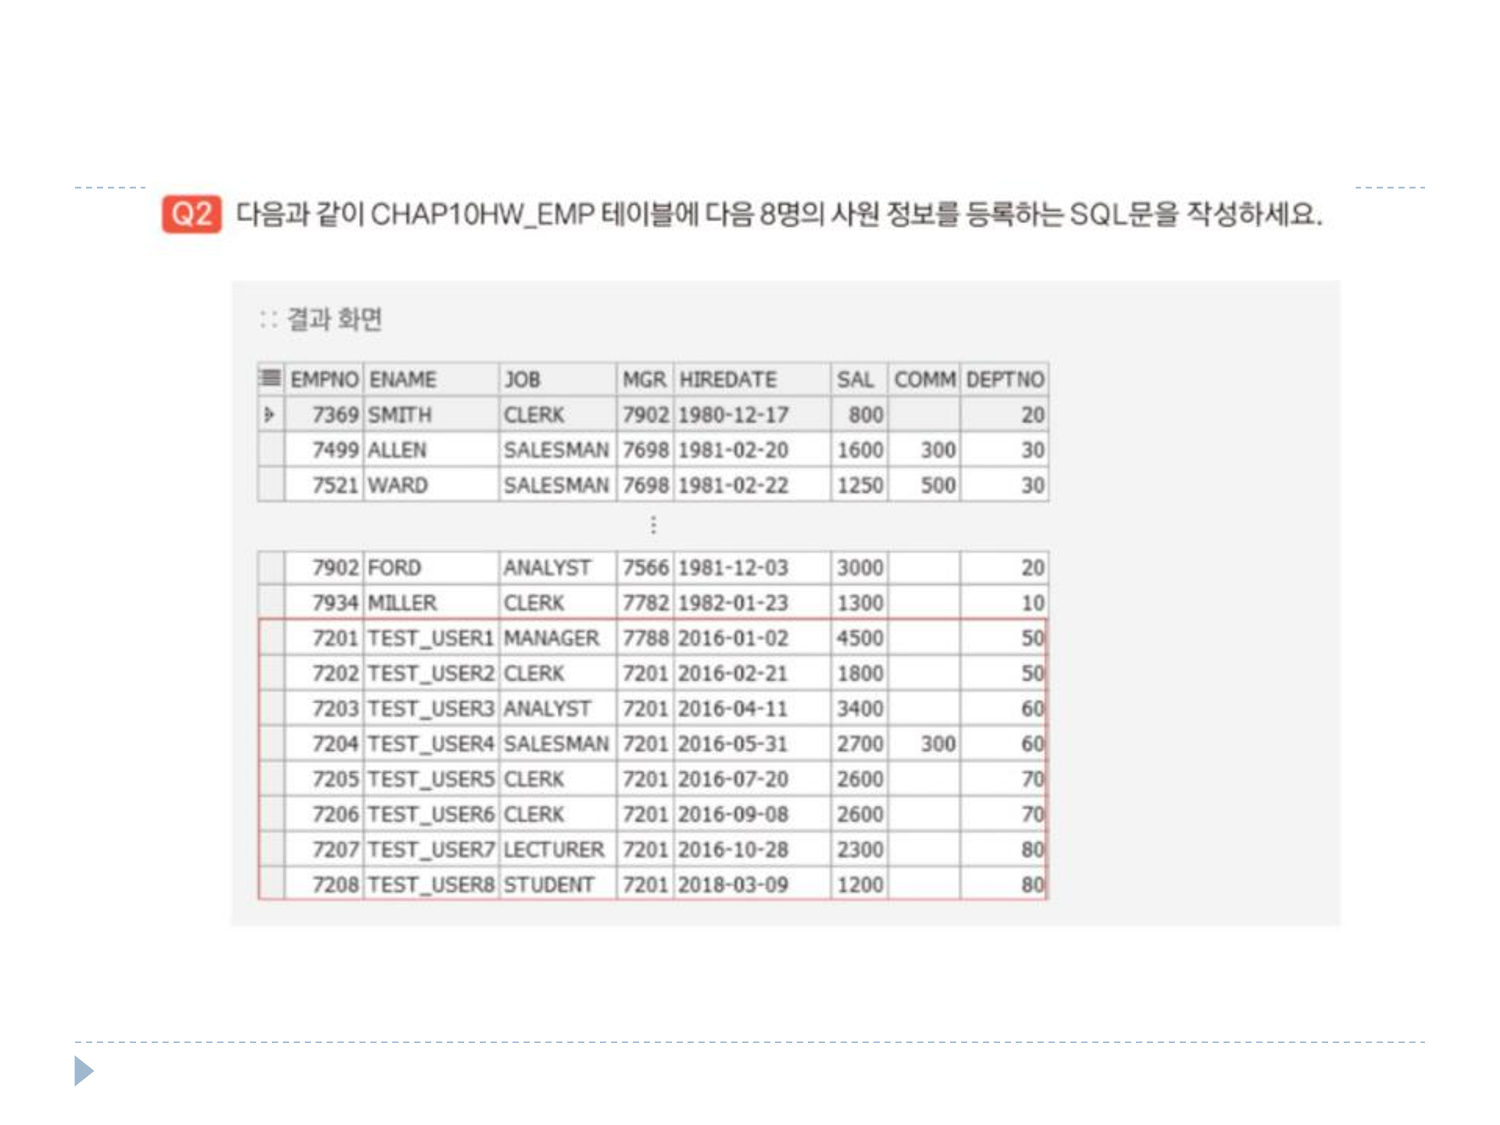 Q2 다음과 같이 CHAP10HW_EMP 테이블에 다음 8명의 사원 정보를 등록하는 SQL문을 작성하세요.
:: 결과 화면
EMPNO ENAME JOB MGR HIREDATE SAL COMM DEPTNO
7369 SMITH CLERK 7902 1980-12-17 800 20
7499 ALLEN SALESMAN 7698 1981-02-20 1600 300 30
7521 WARD SALESMAN 7698 1981-02-22 1250 500 30
⋮
7902 FORD ANALYST 7566 1981-12-03 3000 20
7934 MILLER CLERK 7782 1982-01-23 1300 10
7201 TEST_USER1 MANAGER 7788 2016-01-02 4500 50
7202 TEST_USER2 CLERK 7201 2016-02-21 1800 50
7203 TEST_USER3 ANALYST 7201 2016-04-11 3400 60
7204 TEST_USER4 SALESMAN 7201 2016-05-31 2700 300 60
7205 TEST_USER5 CLERK 7201 2016-07-20 2600 70
7206 TEST_USER6 CLERK 7201 2016-09-08 2600 70
7207 TEST_USER7 LECTURER 7201 2016-10-28 2300 80
7208 TEST_USER8 STUDENT 7201 2018-03-09 1200 80